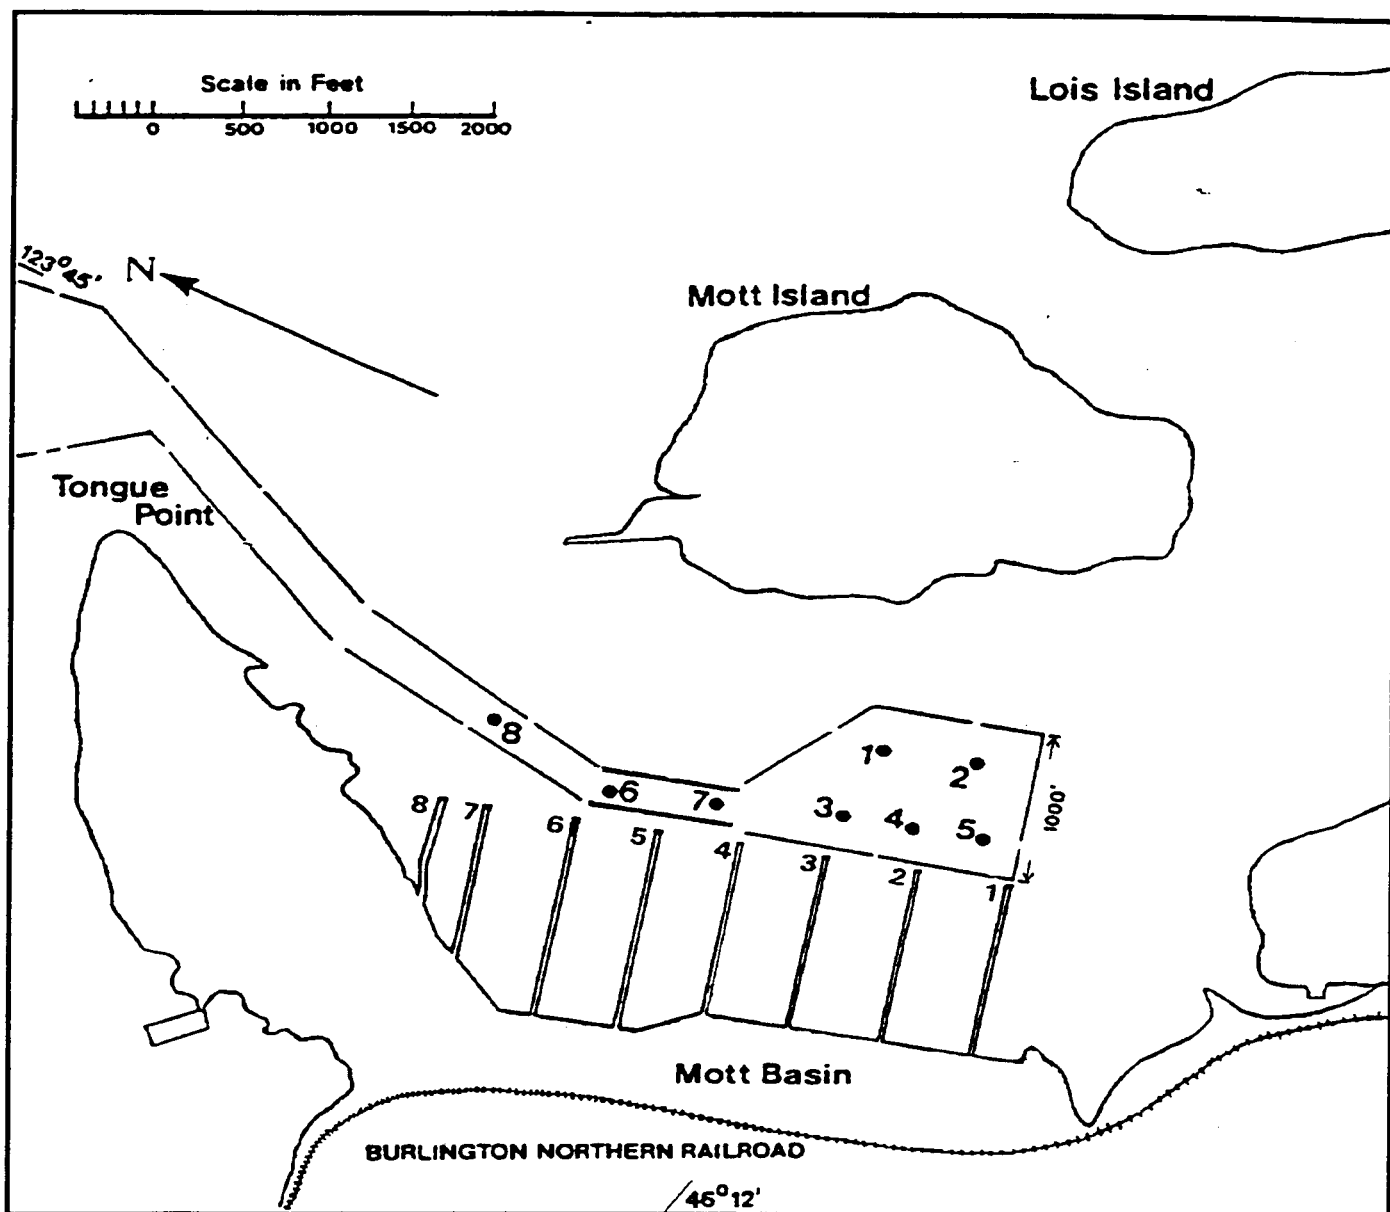 Scale in Feet
0 500 1000 1500 2000
Lois Island
123°45'
N
Mott Island
Tongue
Point
8
1
2
6
7
3
4
5
1000'
8
7
6
5
4
3
2
1
Mott Basin
BURLINGTON NORTHERN RAILROAD
46°12'